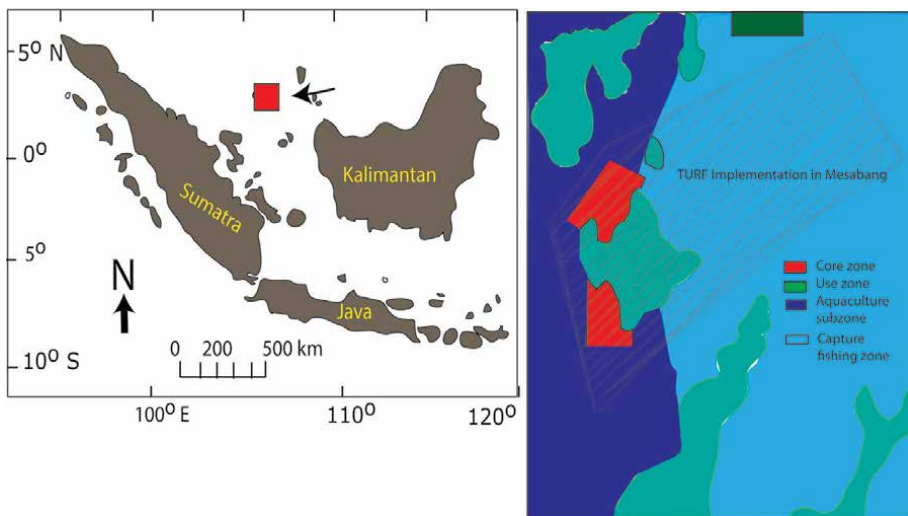 5° N
0°
5°
10° S
Sumatra
Kalimantan
Java
N
0 200 500 km
100° E 110° 120°
TURF Implementation in Mesabang
Core zone
Use zone
Aquaculture
subzone
Capture
fishing zone